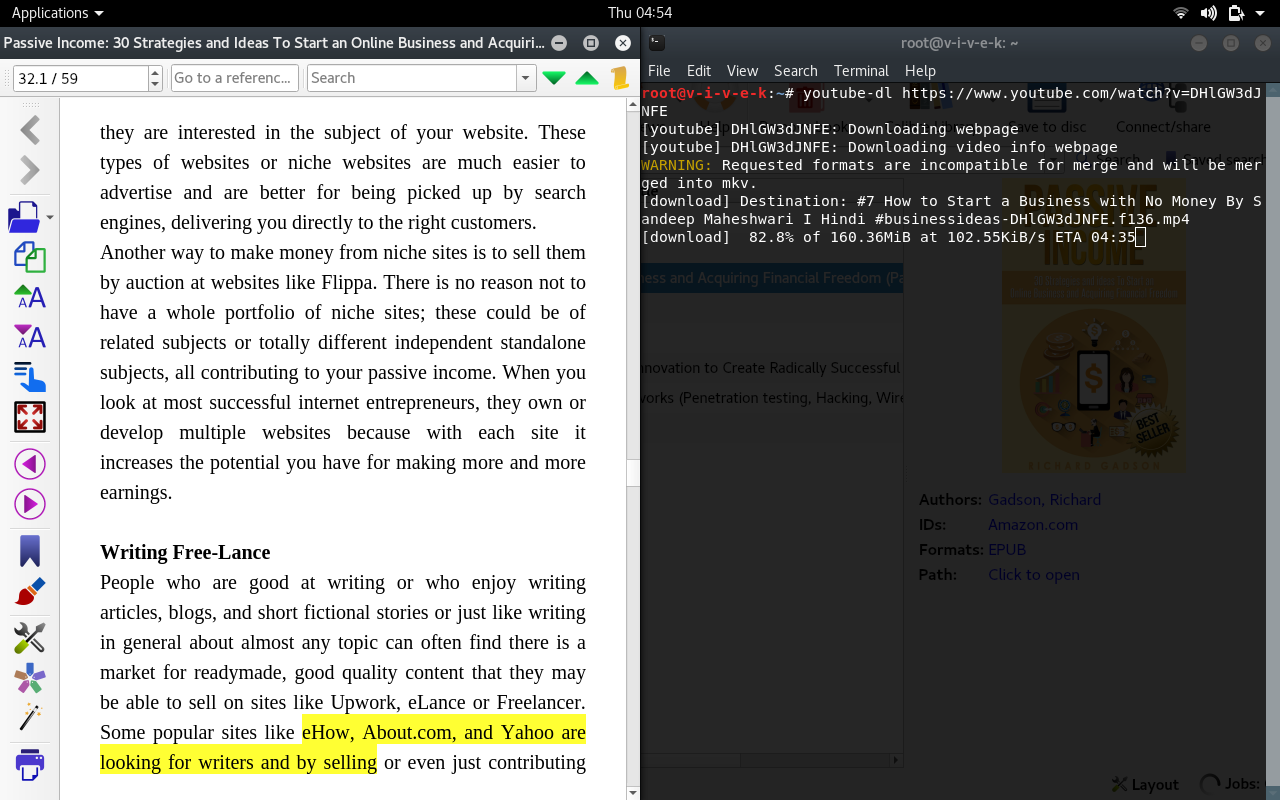 Applications
Thu 04:54
Passive Income: 30 Strategies and Ideas To Start an Online Business and Acquiri...
32.1 / 59
Go to a referenc...
Search
they are interested in the subject of your website. These
types of websites or niche websites are much easier to
advertise and are better for being picked up by search
engines, delivering you directly to the right customers.
Another way to make money from niche sites is to sell them
by auction at websites like Flippa. There is no reason not to
have a whole portfolio of niche sites; these could be of
related subjects or totally different independent standalone
subjects, all contributing to your passive income. When you
look at most successful internet entrepreneurs, they own or
develop multiple websites because with each site it
increases the potential you have for making more and more
earnings.
Writing Free-Lance
People who are good at writing or who enjoy writing
articles, blogs, and short fictional stories or just like writing
in general about almost any topic can often find there is a
market for readymade, good quality content that they may
be able to sell on sites like Upwork, eLance or Freelancer.
Some popular sites like eHow, About.com, and Yahoo are
looking for writers and by selling or even just contributing
root@v-i-v-e-k: ~
File Edit View Search Terminal Help
root@v-i-v-e-k:~# youtube-dl https://www.youtube.com/watch?v=DHlGW3dJ
NFE
[youtube] DHlGW3dJNFE: Downloading webpage
[youtube] DHlGW3dJNFE: Downloading video info webpage
WARNING: Requested formats are incompatible for merge and will be mer
ged into mkv.
[download] Destination: #7 How to Start a Business with No Money By S
andeep Maheshwari I Hindi #businessideas-DHlGW3dJNFE.f136.mp4
[download]  82.8% of 160.36MiB at 102.55KiB/s ETA 04:35
Save to disc
Connect/share
Search
Saved search
ness and Acquiring Financial Freedom (Pa
nnovation to Create Radically Successful
works (Penetration testing, Hacking, Wire
PASSIVE
INCOME
BEST
SELLER
RICHARD GADSON
Authors: Gadson, Richard
IDs: Amazon.com
Formats: EPUB
Path: Click to open
Layout
Jobs: